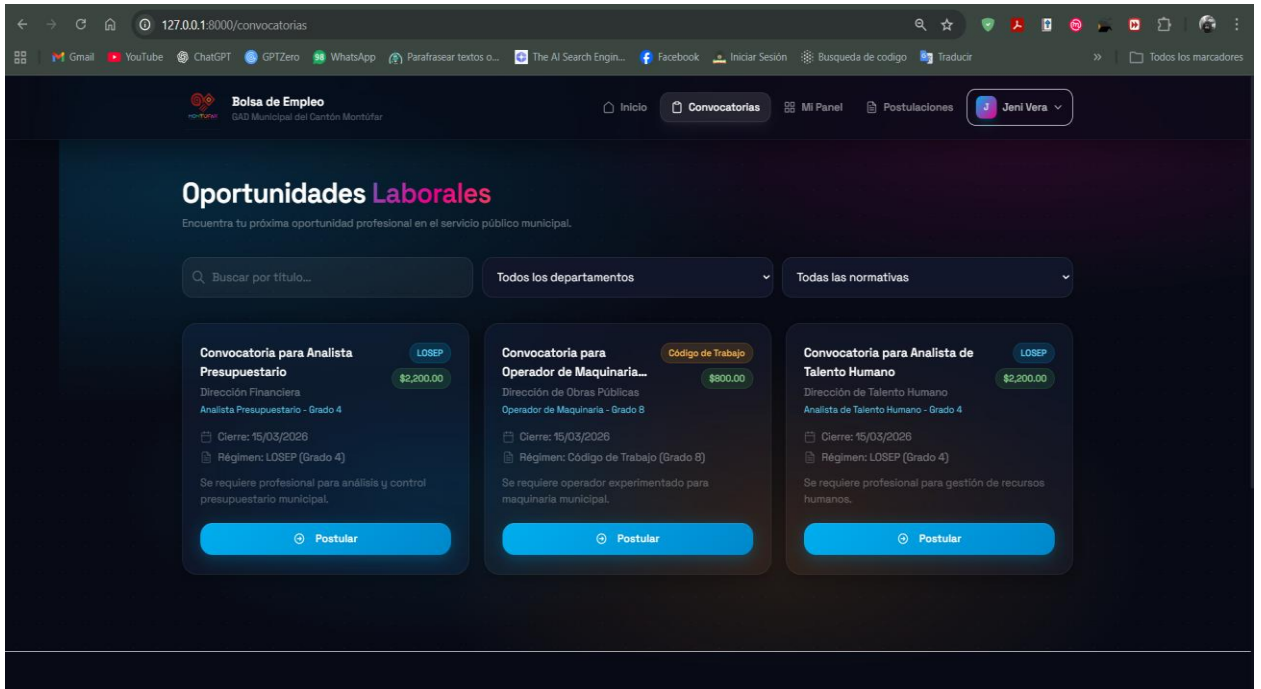 127.0.0.1:8000/convocatorias
Gmail YouTube ChatGPT GPTZero 98 WhatsApp Parafrasear textos o... The AI Search Engin... Facebook Iniciar Sesión Busqueda de codigo Traducir » Todos los marcadores
Bolsa de Empleo
GAD Municipal del Cantón Montúfar
Inicio Convocatorias Mi Panel Postulaciones J Jeni Vera
Oportunidades Laborales
Encuentra tu próxima oportunidad profesional en el servicio público municipal.
Buscar por título... Todos los departamentos Todas las normativas
Convocatoria para Analista LOSEP
Presupuestario $2,200.00
Dirección Financiera
Analista Presupuestario - Grado 4
Cierre: 15/03/2026
Régimen: LOSEP (Grado 4)
Se requiere profesional para análisis y control
presupuestario municipal.
Postular
Convocatoria para Código de Trabajo
Operador de Maquinaria... $800.00
Dirección de Obras Públicas
Operador de Maquinaria - Grado 8
Cierre: 15/03/2026
Régimen: Código de Trabajo (Grado 8)
Se requiere operador experimentado para
maquinaria municipal.
Postular
Convocatoria para Analista de LOSEP
Talento Humano $2,200.00
Dirección de Talento Humano
Analista de Talento Humano - Grado 4
Cierre: 15/03/2026
Régimen: LOSEP (Grado 4)
Se requiere profesional para gestión de recursos
humanos.
Postular